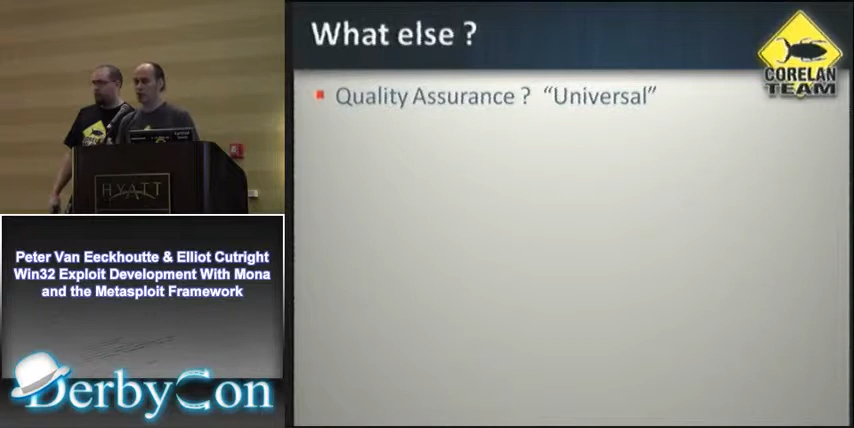 What else ?
Quality Assurance ? “Universal”
CORELAN
TEAM
HYATT
Peter Van Eeckhoutte & Elliot Cutright
Win32 Exploit Development With Mona
and the Metasploit Framework
DerbyCon